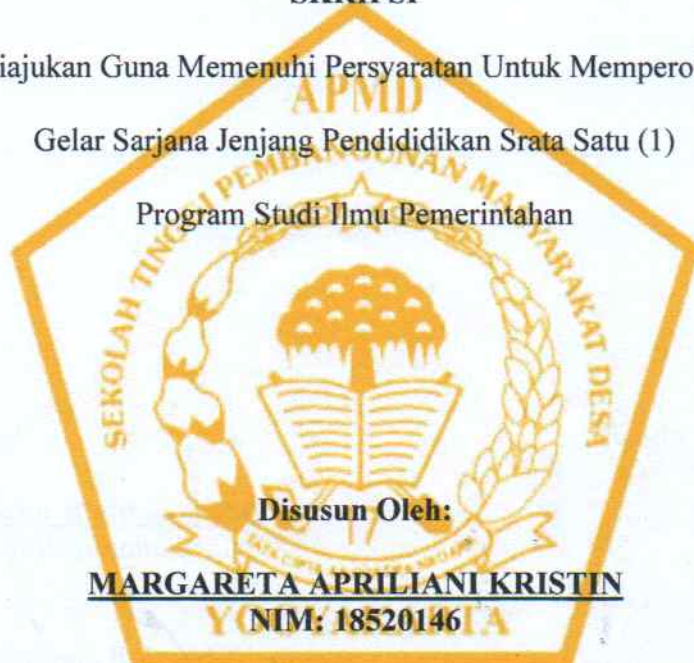 iajukan Guna Memenuhi Persyaratan Untuk Mempero
APMD
Gelar Sarjana Jenjang Pendididikan Srata Satu (1)
SEKOLAH TINGGI PEMBANGUNAN MASYARAKAT DESA
Program Studi Ilmu Pemerintahan
Disusun Oleh:
MARGARETA APRILIANI KRISTIN
YOGYAKARTA
NIM: 18520146